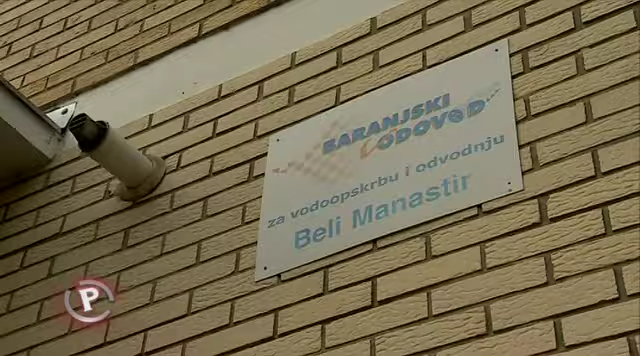 BARANJSKI
VODOVOD
za vodoopskrbu i odvodnju
Beli Manastir
P